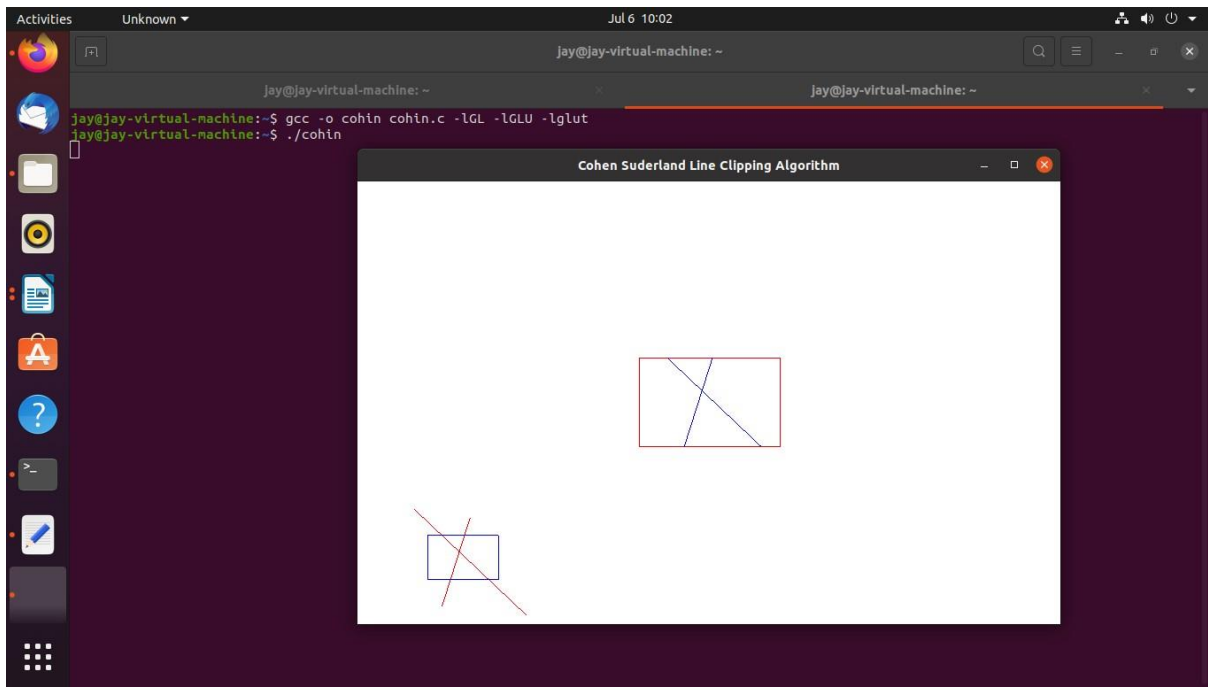 Activities Unknown Jul 6 10:02
jay@jay-virtual-machine: ~
jay@jay-virtual-machine: ~ jay@jay-virtual-machine: ~
jay@jay-virtual-machine:~$ gcc -o cohin cohin.c -lGL -lGLU -lglut
jay@jay-virtual-machine:~$ ./cohin
Cohen Suderland Line Clipping Algorithm